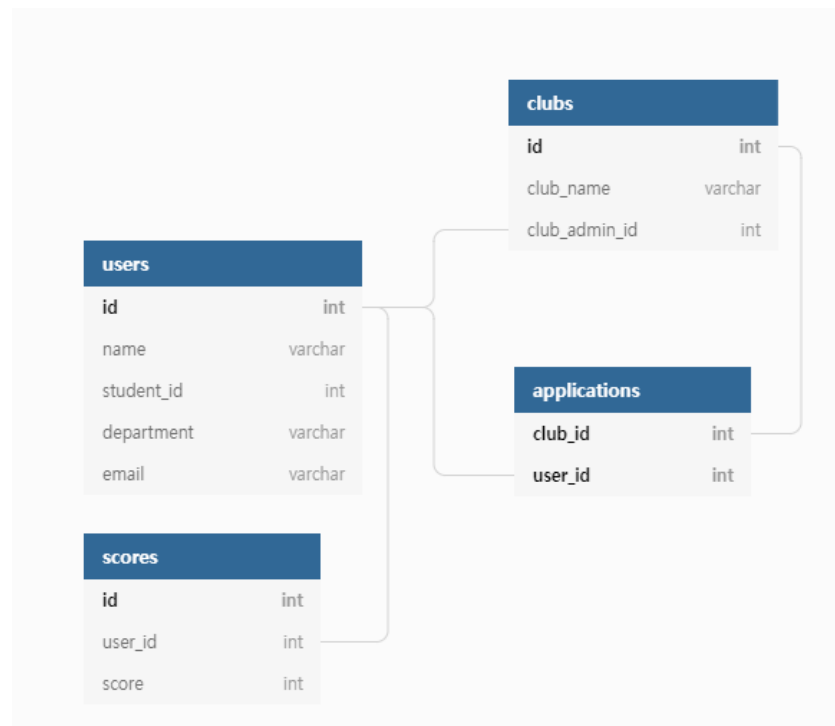 clubs
id int
club_name varchar
club_admin_id int
users
id int
name varchar
student_id int
department varchar
email varchar
applications
club_id int
user_id int
scores
id int
user_id int
score int